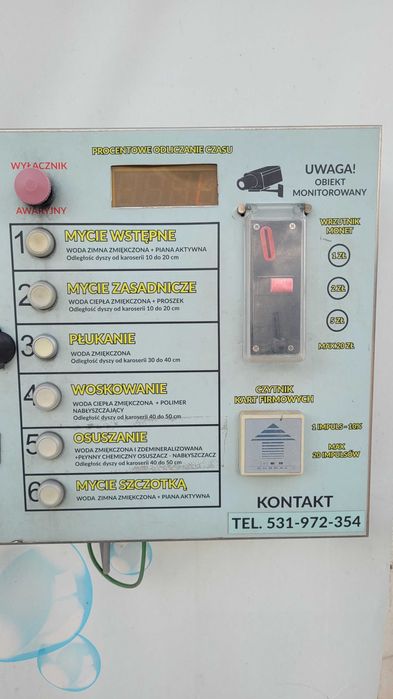 PROCENTOWE ODLICZANIE CZASU
WYŁĄCZNIK
AWARYJNY
UWAGA!
OBIEKT
MONITOROWANY
1 MYCIE WSTĘPNE
WODA ZIMNA ZMIĘKCZONA + PIANA AKTYWNA
Odległość dyszy od karoserii 10 do 20 cm
2 MYCIE ZASADNICZE
WODA CIEPŁA ZMIĘKCZONA + PROSZEK
Odległość dyszy od karoserii 10 do 20 cm
3 PŁUKANIE
WODA ZMIĘKCZONA
Odległość dyszy od karoserii 30 do 40 cm
4 WOSKOWANIE
WODA CIEPŁA ZMIĘKCZONA + POLIMER
NABŁYSZCZAJĄCY
Odległość dyszy od karoserii 40 do 50 cm
5 OSUSZANIE
WODA ZMIĘKCZONA I ZDEMINERALIZOWANA
+PŁYNNY CHEMICZNY OSUSZACZ - NABŁYSZCZACZ
Odległość dyszy od karoserii 40 do 50 cm
6 MYCIE SZCZOTKĄ
WODA ZIMNA ZMIĘKCZONA + PIANA AKTYWNA
WRZUTNIK
MONET
1 ZŁ
2 ZŁ
5 ZŁ
MAX 20 ZŁ
CZYTNIK
KART FIRMOWYCH
1 IMPULS - 10%
MAX
20 IMPULSÓW
KONTAKT
TEL. 531-972-354